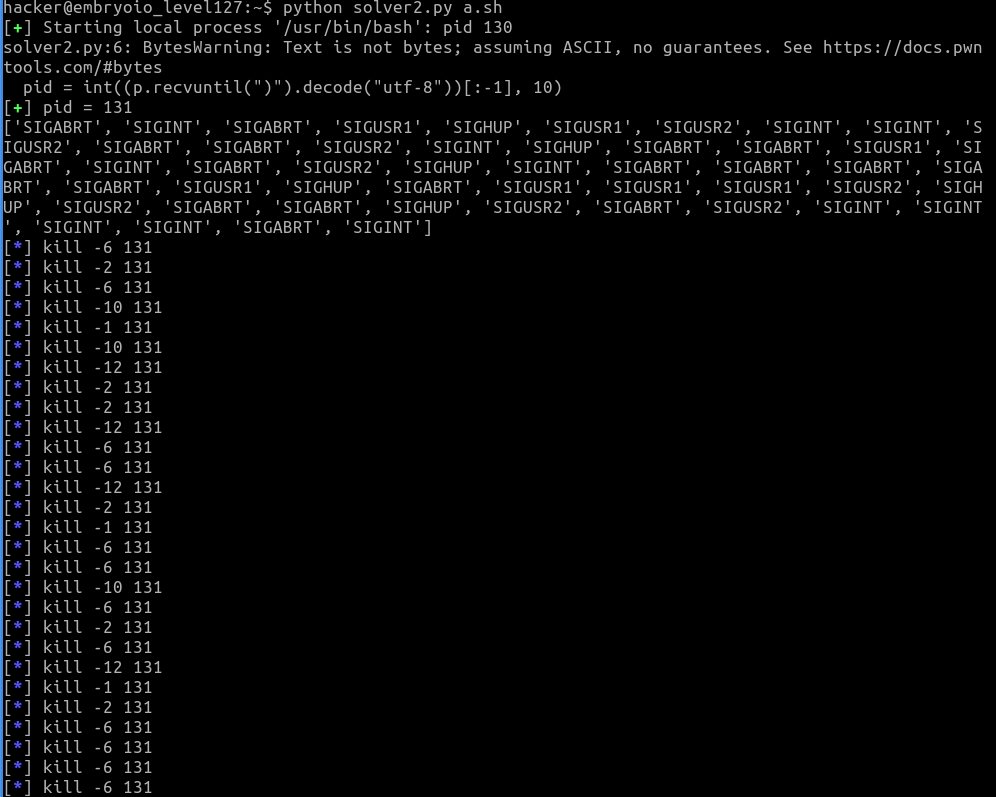 hacker@embryoio_level127:~$ python solver2.py a.sh
[+] Starting local process '/usr/bin/bash': pid 130
solver2.py:6: BytesWarning: Text is not bytes; assuming ASCII, no guarantees. See https://docs.pwn
tools.com/#bytes
  pid = int((p.recvuntil(")").decode("utf-8"))[:-1], 10)
[+] pid = 131
['SIGABRT', 'SIGINT', 'SIGABRT', 'SIGUSR1', 'SIGHUP', 'SIGUSR1', 'SIGUSR2', 'SIGINT', 'SIGINT', 'S
IGUSR2', 'SIGABRT', 'SIGABRT', 'SIGUSR2', 'SIGINT', 'SIGHUP', 'SIGABRT', 'SIGABRT', 'SIGUSR1', 'SI
GABRT', 'SIGINT', 'SIGABRT', 'SIGUSR2', 'SIGHUP', 'SIGINT', 'SIGABRT', 'SIGABRT', 'SIGABRT', 'SIGA
BRT', 'SIGABRT', 'SIGUSR1', 'SIGHUP', 'SIGABRT', 'SIGUSR1', 'SIGUSR1', 'SIGUSR1', 'SIGUSR2', 'SIGH
UP', 'SIGUSR2', 'SIGABRT', 'SIGABRT', 'SIGHUP', 'SIGUSR2', 'SIGABRT', 'SIGUSR2', 'SIGINT', 'SIGINT
', 'SIGINT', 'SIGINT', 'SIGABRT', 'SIGINT']
[*] kill -6 131
[*] kill -2 131
[*] kill -6 131
[*] kill -10 131
[*] kill -1 131
[*] kill -10 131
[*] kill -12 131
[*] kill -2 131
[*] kill -2 131
[*] kill -12 131
[*] kill -6 131
[*] kill -6 131
[*] kill -12 131
[*] kill -2 131
[*] kill -1 131
[*] kill -6 131
[*] kill -6 131
[*] kill -10 131
[*] kill -6 131
[*] kill -2 131
[*] kill -6 131
[*] kill -12 131
[*] kill -1 131
[*] kill -2 131
[*] kill -6 131
[*] kill -6 131
[*] kill -6 131
[*] kill -6 131